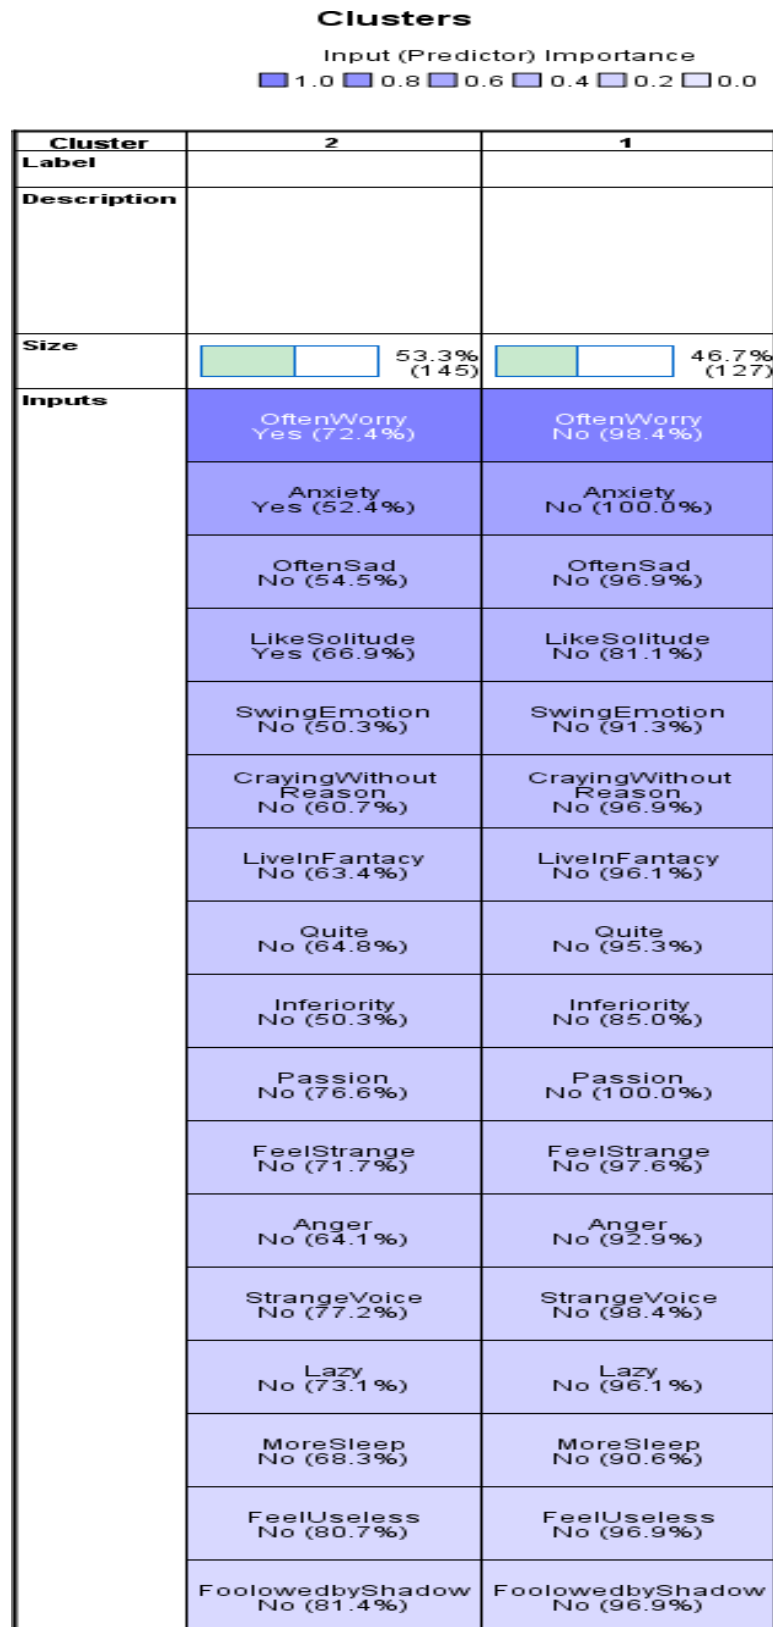 Clusters
Input (Predictor) Importance
1.0 0.8 0.6 0.4 0.2 0.0
Cluster 2 1
Label
Description
Size 53.3% (145) 46.7% (127)
Inputs
OftenWorry OftenWorry
Yes (72.4%) No (98.4%)
Anxiety Anxiety
Yes (52.4%) No (100.0%)
OftenSad OftenSad
No (54.5%) No (96.9%)
LikeSolitude LikeSolitude
Yes (66.9%) No (81.1%)
SwingEmotion SwingEmotion
No (50.3%) No (91.3%)
CrayingWithout CrayingWithout
Reason Reason
No (60.7%) No (96.9%)
LiveInFantacy LiveInFantacy
No (63.4%) No (96.1%)
Quite Quite
No (64.8%) No (95.3%)
Inferiority Inferiority
No (50.3%) No (85.0%)
Passion Passion
No (76.6%) No (100.0%)
FeelStrange FeelStrange
No (71.7%) No (97.6%)
Anger Anger
No (64.1%) No (92.9%)
StrangeVoice StrangeVoice
No (77.2%) No (98.4%)
Lazy Lazy
No (73.1%) No (96.1%)
MoreSleep MoreSleep
No (68.3%) No (90.6%)
FeelUseless FeelUseless
No (80.7%) No (96.9%)
FoolowedbyShadow FoolowedbyShadow
No (81.4%) No (96.9%)